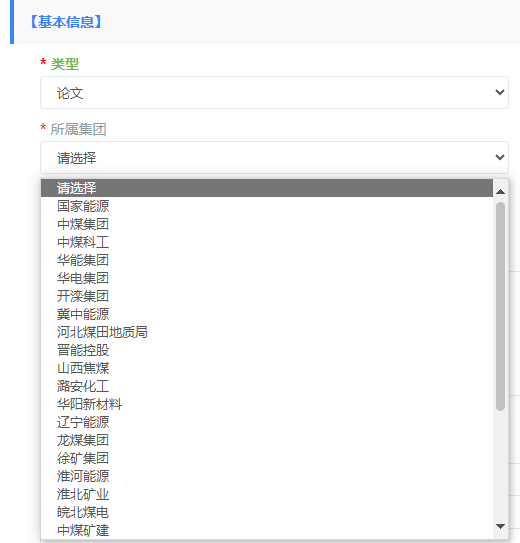 【基本信息】
* 类型
论文
* 所属集团
请选择
请选择
国家能源
中煤集团
中煤科工
华能集团
华电集团
开滦集团
冀中能源
河北煤田地质局
晋能控股
山西焦煤
潞安化工
华阳新材料
辽宁能源
龙煤集团
徐矿集团
淮河能源
淮北矿业
皖北煤电
中煤矿建